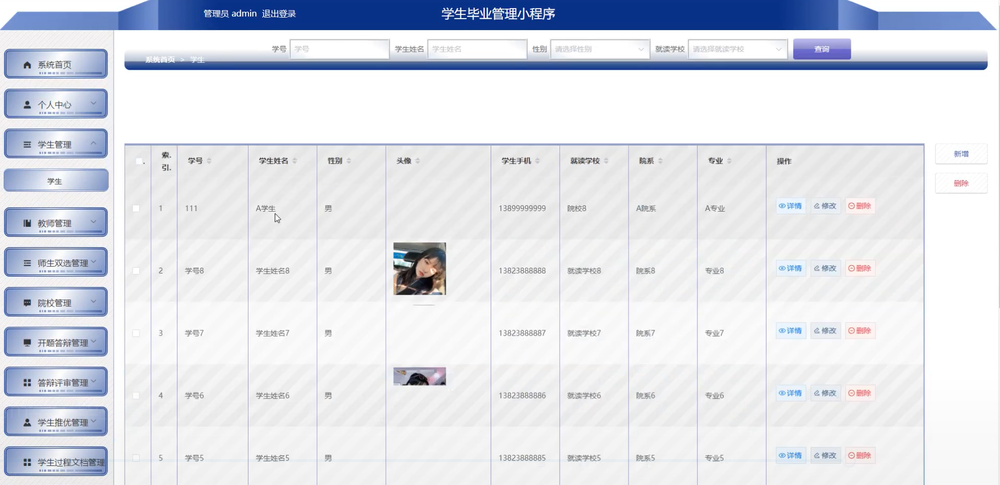 管理员 admin 退出登录
学生毕业管理小程序
学号 学号 学生姓名 学生姓名 性别 请选择性别 就读学校 请选择就读学校 查询
系统首页 > 学生
系统首页
个人中心
学生管理
学生
教师管理
师生双选管理
院校管理
开题答辩管理
答辩评审管理
学生推优管理
学生过程文档管理
索. 引. 学号 学生姓名 性别 头像 学生手机 就读学校 院系 专业 操作
1 111 A学生 男 13899999999 院校8 A院系 A专业 详情 修改 删除
2 学号8 学生姓名8 男 13823888888 就读学校8 院系8 专业8 详情 修改 删除
3 学号7 学生姓名7 男 13823888887 就读学校7 院系7 专业7 详情 修改 删除
4 学号6 学生姓名6 男 13823888886 就读学校6 院系6 专业6 详情 修改 删除
5 学号5 学生姓名5 男 13823888885 就读学校5 院系5 专业5 详情 修改 删除
新增
删除